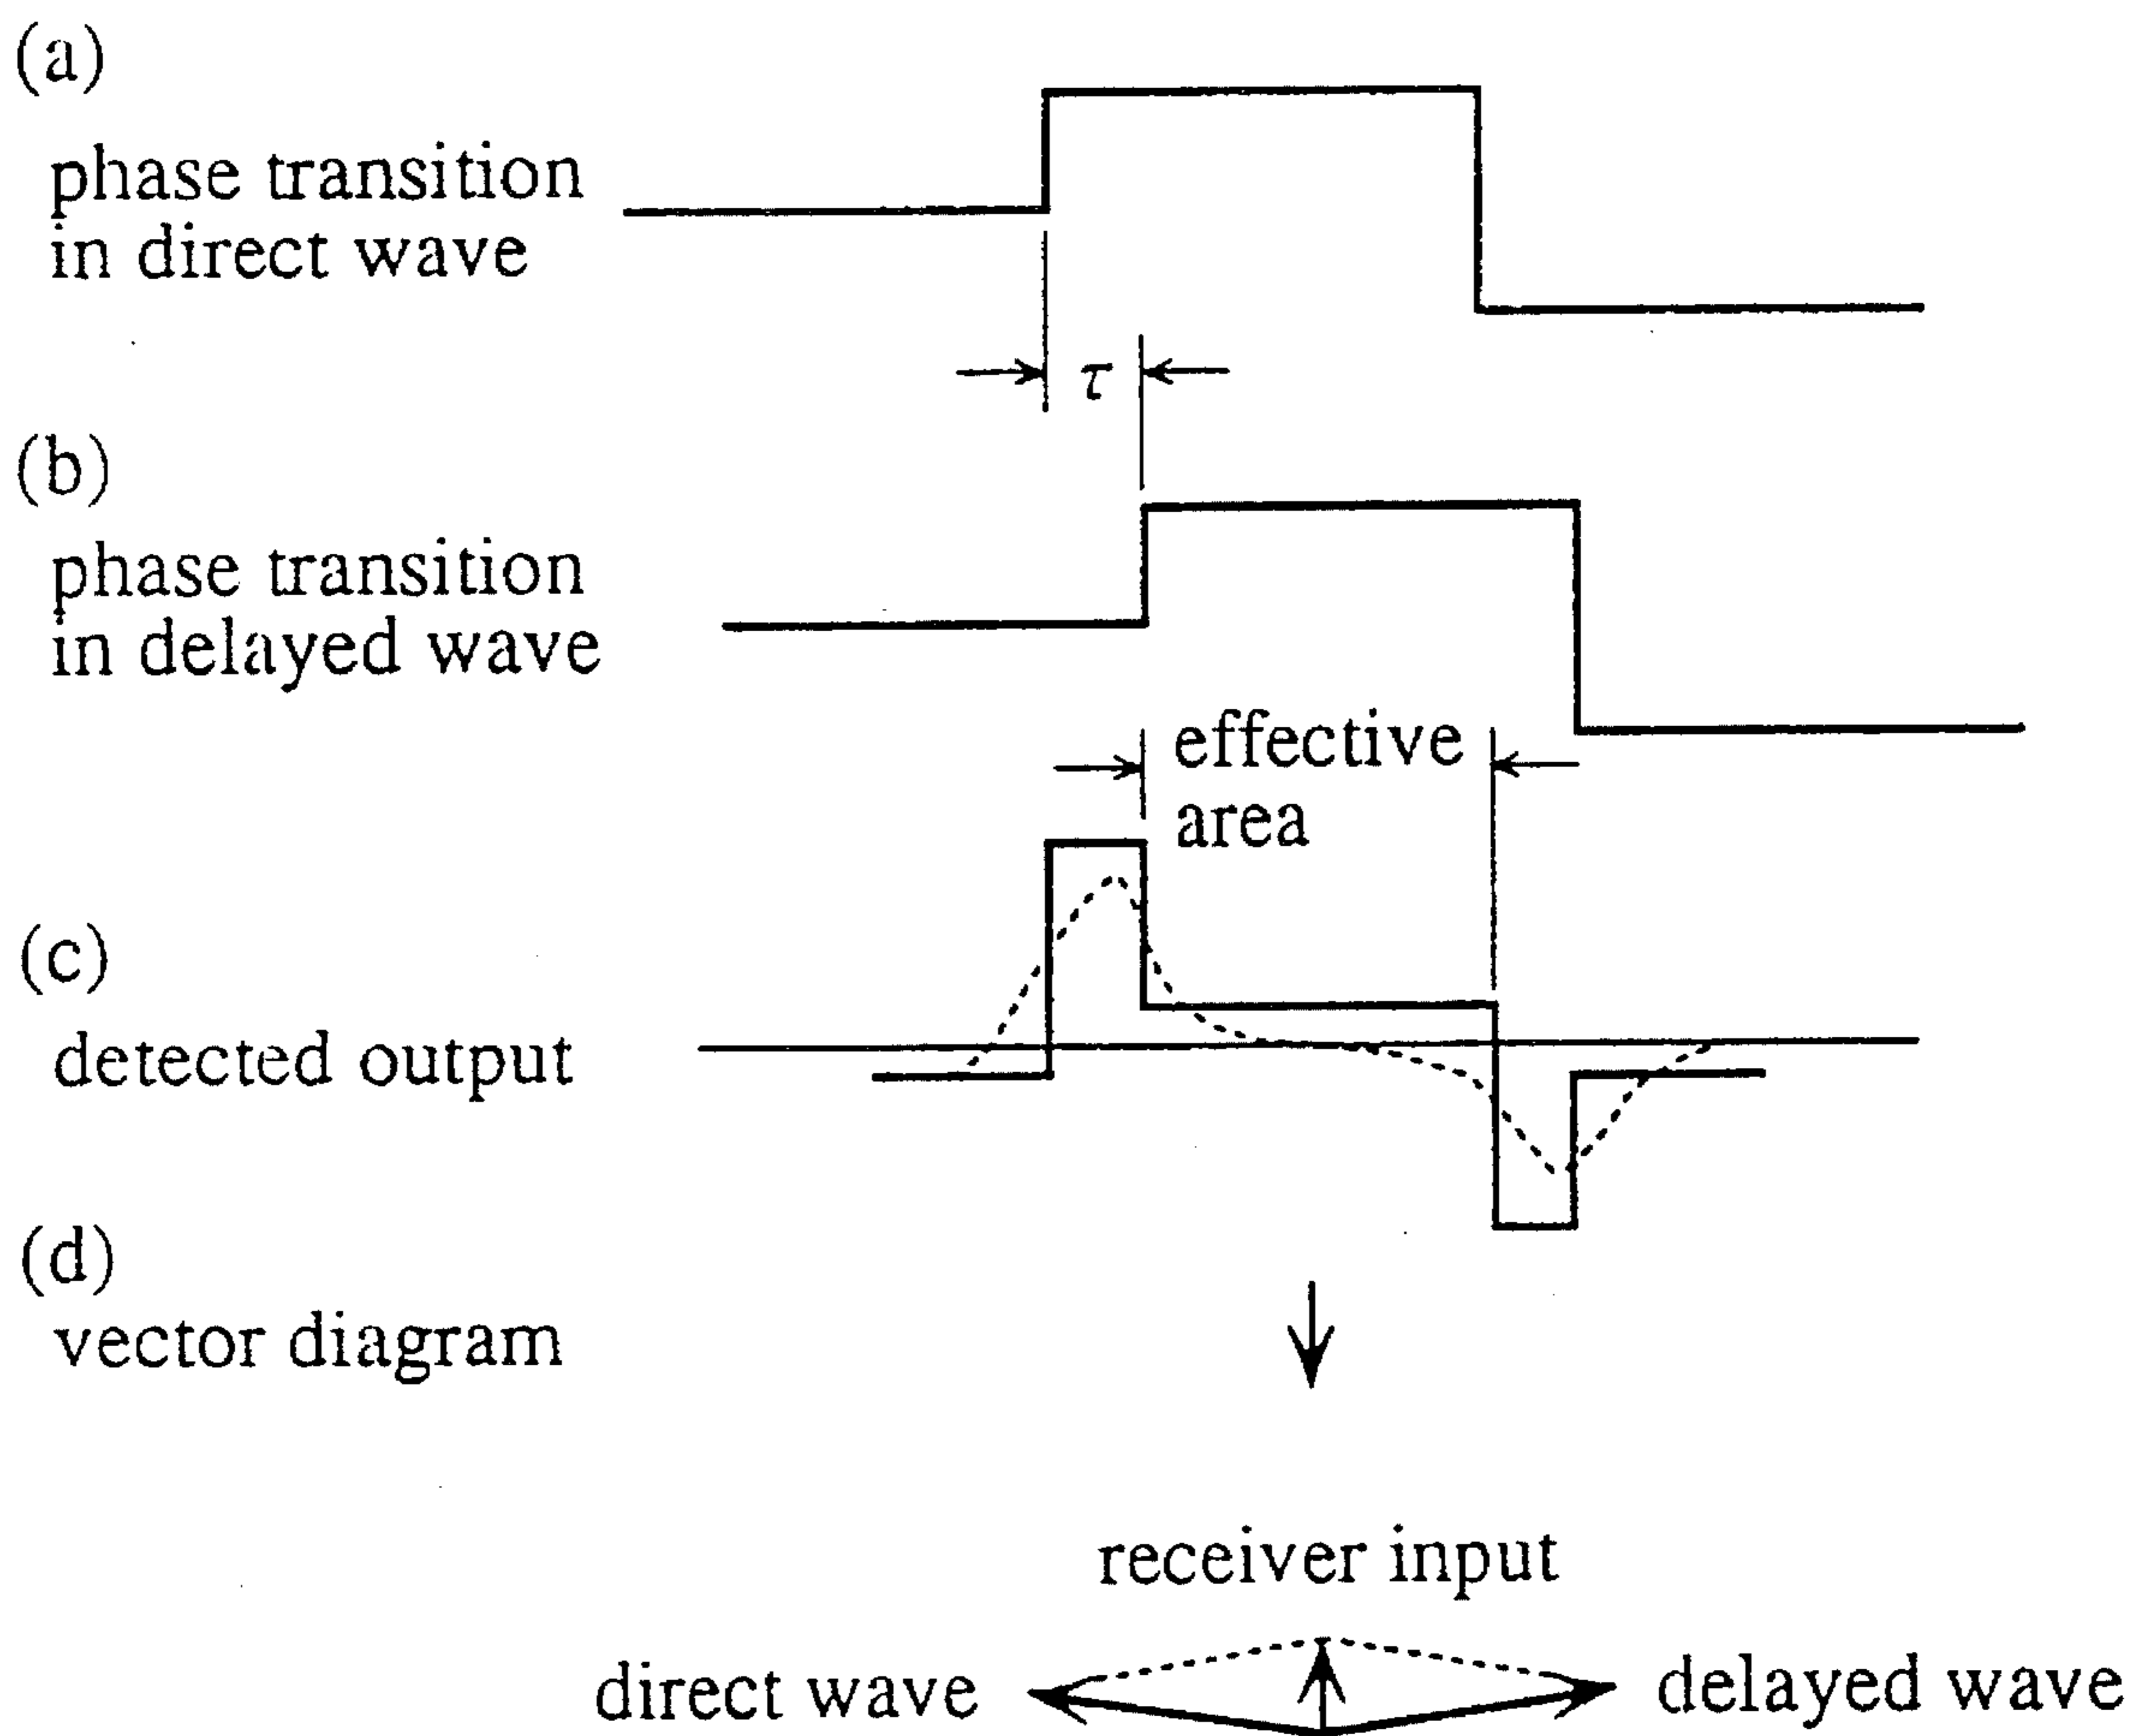 (a)
phase transition
in direct wave
τ
(b)
phase transition
in delayed wave
effective
area
(c)
detected output
(d)
vector diagram
receiver input
direct wave
delayed wave